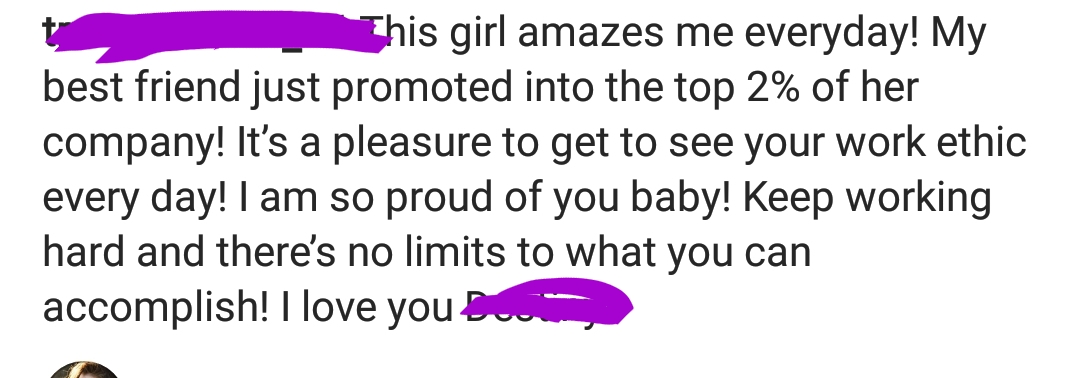 This girl amazes me everyday! My
best friend just promoted into the top 2% of her
company! It’s a pleasure to get to see your work ethic
every day! I am so proud of you baby! Keep working
hard and there’s no limits to what you can
accomplish! I love you